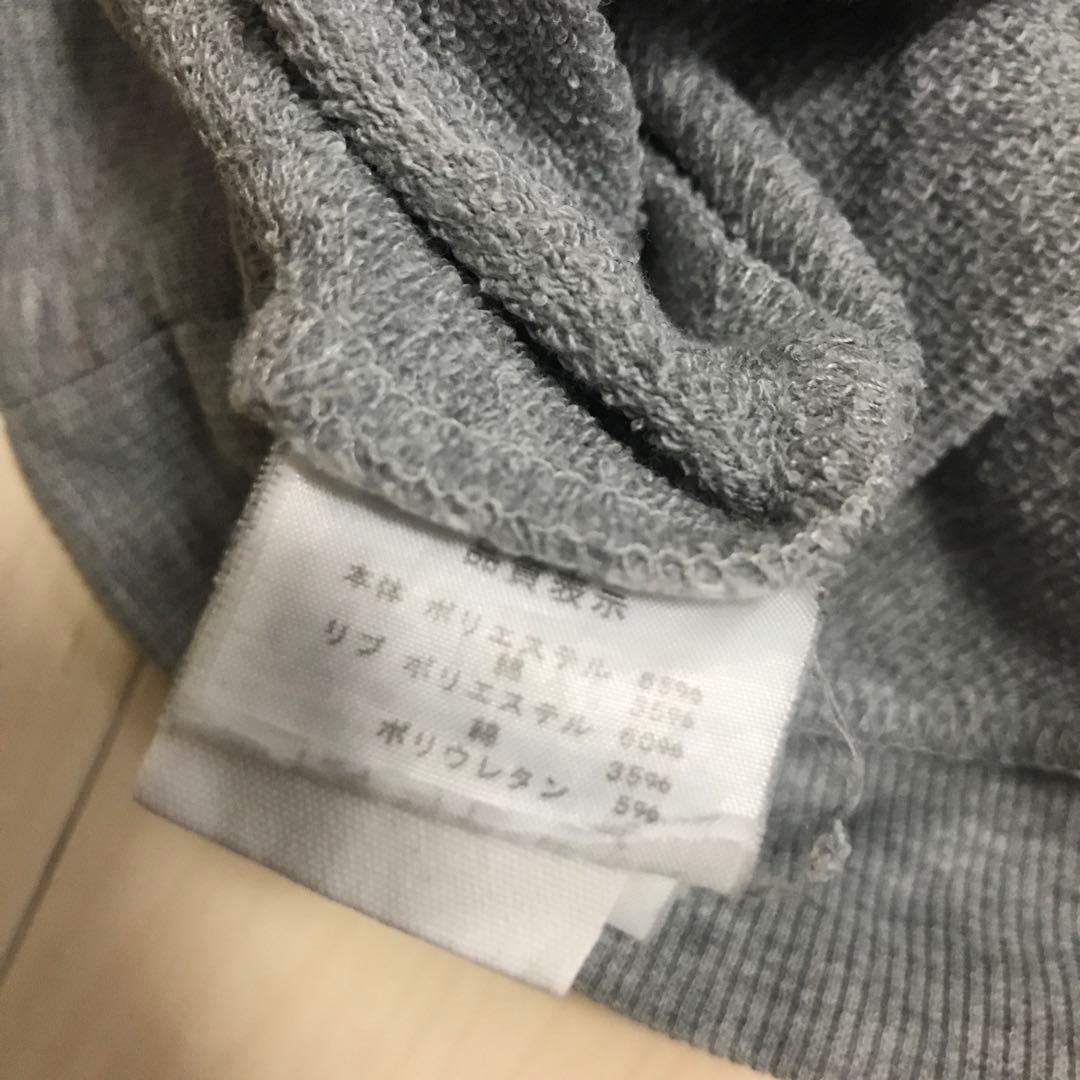 品質表示
本体 ポリエステル 65%
綿 35%
リブ ポリエステル 60%
綿 35%
ポリウレタン 5%